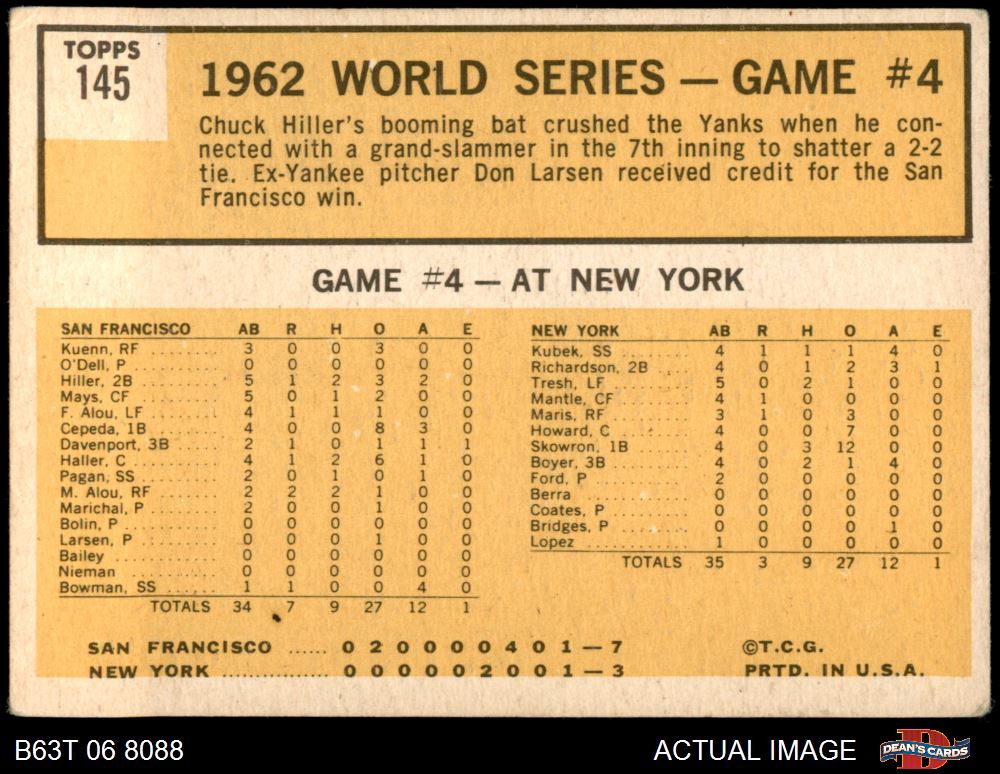 TOPPS
145
1962 WORLD SERIES — GAME #4
Chuck Hiller's booming bat crushed the Yanks when he con-
nected with a grand-slammer in the 7th inning to shatter a 2-2
tie. Ex-Yankee pitcher Don Larsen received credit for the San
Francisco win.
GAME #4 — AT NEW YORK
SAN FRANCISCO AB R H O A E
Kuenn, RF ........ 3 0 0 3 0 0
O'Dell, P ......... 0 0 0 0 0 0
Hiller, 2B ......... 5 1 2 3 2 0
Mays, CF ......... 5 0 1 2 0 0
F. Alou, LF ....... 4 1 1 1 0 0
Cepeda, 1B ....... 4 0 0 8 3 0
Davenport, 3B .... 2 1 0 1 1 1
Haller, C ......... 4 1 2 6 1 0
Pagan, SS ........ 2 0 1 0 1 0
M. Alou, RF ...... 2 2 2 1 0 0
Marichal, P ....... 2 0 0 1 0 0
Bolin, P .......... 0 0 0 0 0 0
Larsen, P ......... 0 0 0 1 0 0
Bailey ............ 0 0 0 0 0 0
Nieman .......... 0 0 0 0 0 0
Bowman, SS ...... 1 1 0 0 4 0
TOTALS 34 7 9 27 12 1
NEW YORK AB R H O A E
Kubek, SS ........ 4 1 1 1 4 0
Richardson, 2B .... 4 0 1 2 3 1
Tresh, LF ......... 5 0 2 1 0 0
Mantle, CF ........ 4 1 0 0 0 0
Maris, RF ......... 3 1 0 3 0 0
Howard, C ........ 4 0 0 7 0 0
Skowron, 1B ...... 4 0 3 12 0 0
Boyer, 3B ........ 4 0 2 1 4 0
Ford, P ........... 2 0 0 0 0 0
Berra ............ 0 0 0 0 0 0
Coates, P ......... 0 0 0 0 0 0
Bridges, P ........ 0 0 0 0 1 0
Lopez ............ 1 0 0 0 0 0
TOTALS 35 3 9 27 12 1
SAN FRANCISCO ...... 0 2 0 0 0 0 4 0 1 — 7
NEW YORK ................ 0 0 0 0 0 2 0 0 1 — 3
©T.C.G.
PRTD. IN U.S.A.
B63T 06 8088
ACTUAL IMAGE
D
DEAN'S CARDS